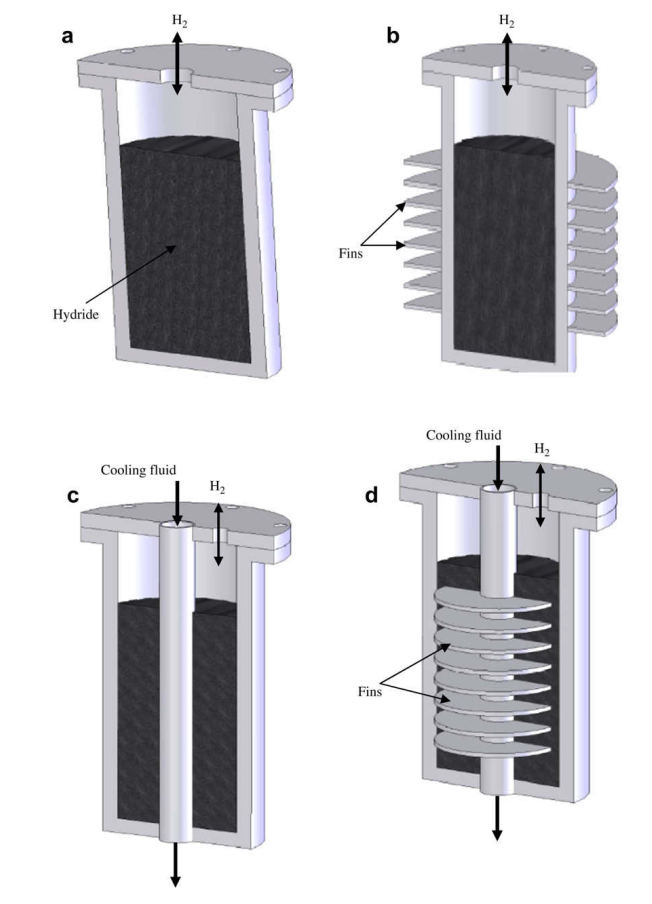 a
H₂
Hydride
b
H₂
Fins
c
Cooling fluid
H₂
d
Cooling fluid
H₂
Fins